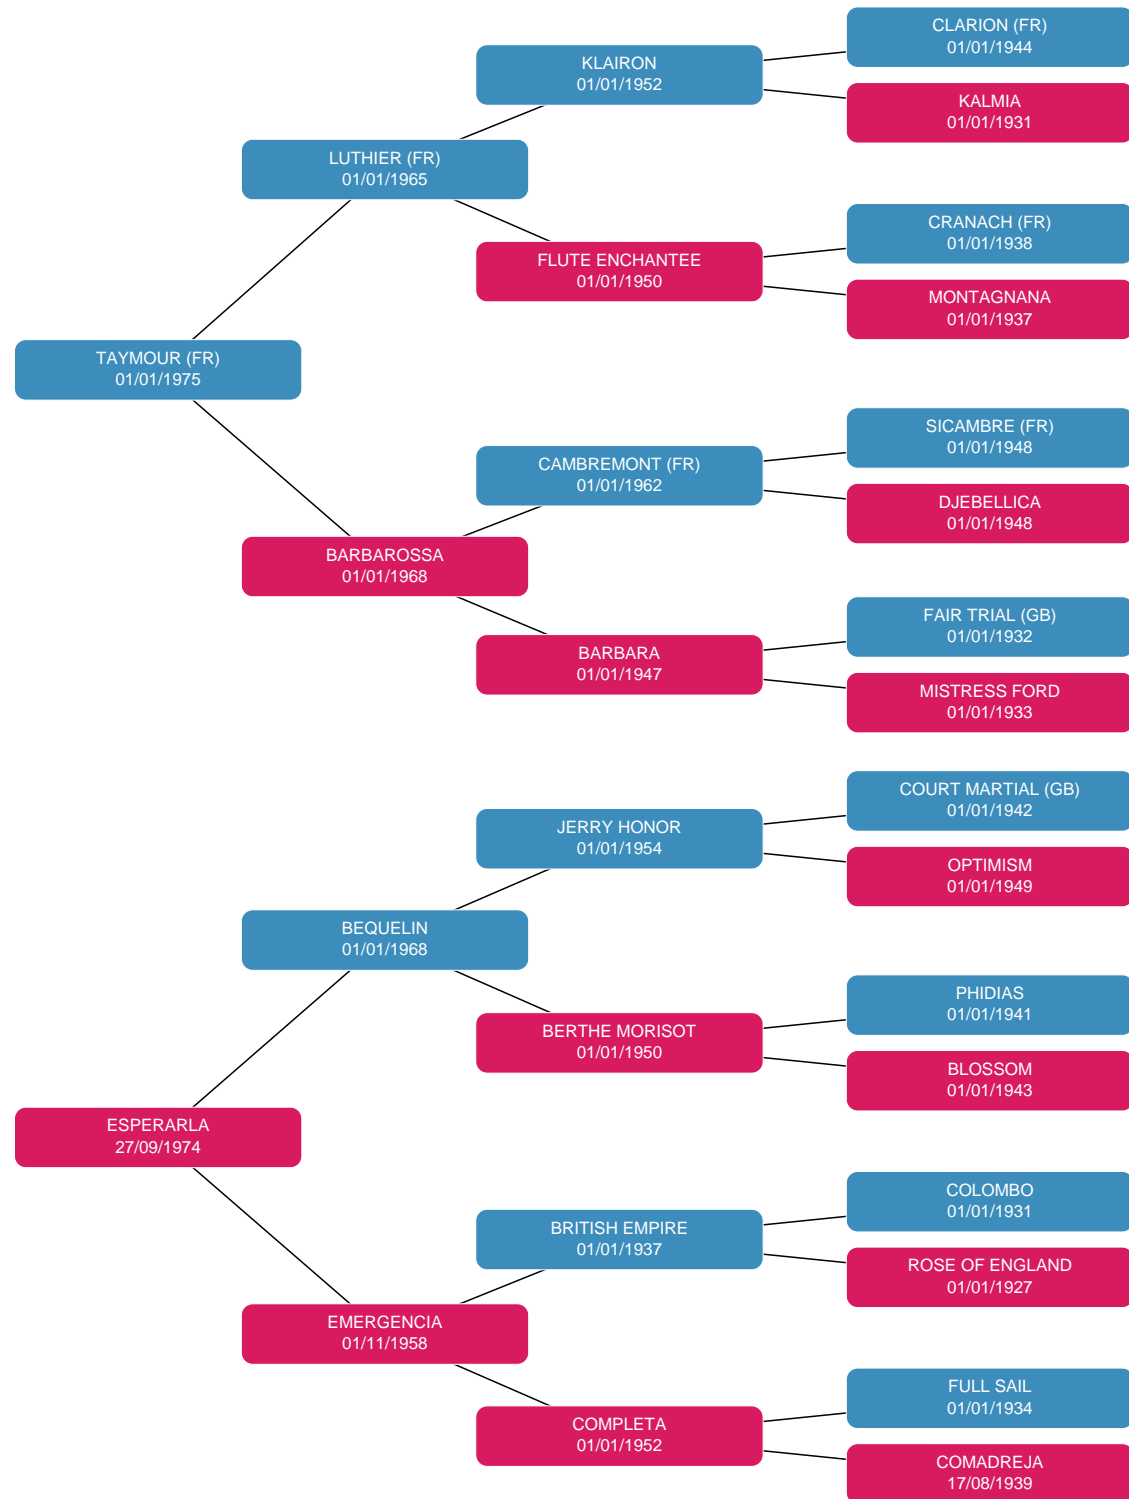 CLARION (FR)
01/01/1944
KLAIRON
01/01/1952
KALMIA
01/01/1931
LUTHIER (FR)
01/01/1965
CRANACH (FR)
01/01/1938
FLUTE ENCHANTEE
01/01/1950
MONTAGNANA
01/01/1937
TAYMOUR (FR)
01/01/1975
SICAMBRE (FR)
01/01/1948
CAMBREMONT (FR)
01/01/1962
DJEBELLICA
01/01/1948
BARBAROSSA
01/01/1968
FAIR TRIAL (GB)
01/01/1932
BARBARA
01/01/1947
MISTRESS FORD
01/01/1933
COURT MARTIAL (GB)
01/01/1942
JERRY HONOR
01/01/1954
OPTIMISM
01/01/1949
BEQUELIN
01/01/1968
PHIDIAS
01/01/1941
BERTHE MORISOT
01/01/1950
BLOSSOM
01/01/1943
ESPERARLA
27/09/1974
COLOMBO
01/01/1931
BRITISH EMPIRE
01/01/1937
ROSE OF ENGLAND
01/01/1927
EMERGENCIA
01/11/1958
FULL SAIL
01/01/1934
COMPLETA
01/01/1952
COMADREJA
17/08/1939